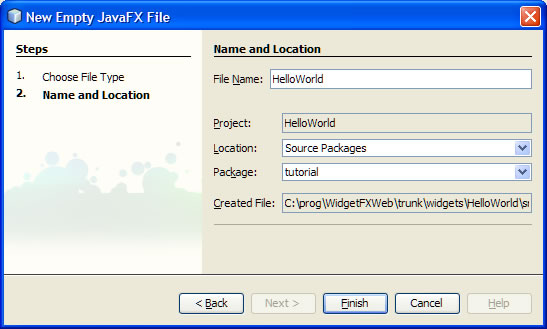 New Empty JavaFX File
Steps
1. Choose File Type
2. Name and Location
Name and Location
File Name: HelloWorld
Project: HelloWorld
Location: Source Packages
Package: tutorial
Created File: C:\prog\WidgetFXWeb\trunk\widgets\HelloWorld\
< Back Next > Finish Cancel Help